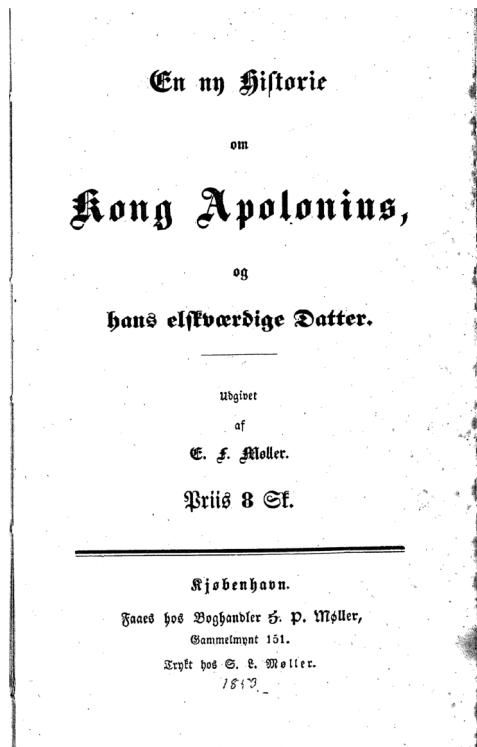 En ny Historie
om
Kong Apolonius,
og
hans elskværdige Datter.
Udgivet
af
E. F. Møller.
Priis 8 Sk.
Kjøbenhavn.
Faaes hos Boghandler H. P. Møller,
Gammelmynt 151.
Trykt hos S. L. Møller.
1853